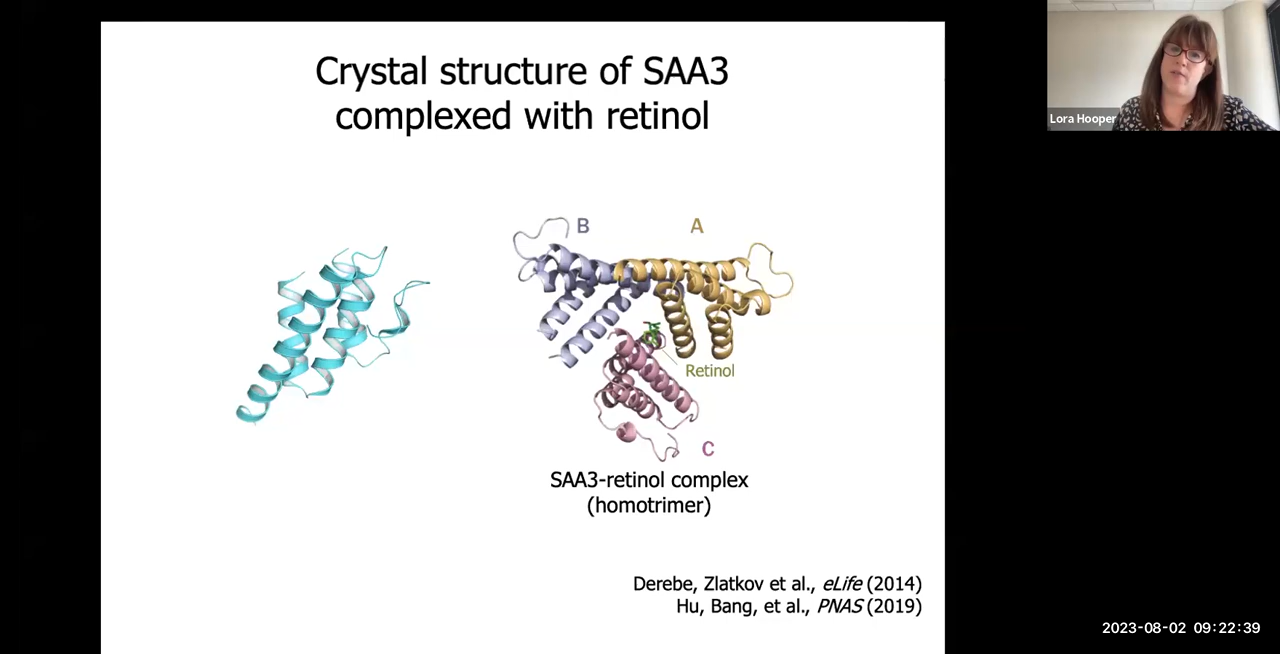 Crystal structure of SAA3
complexed with retinol
Lora Hooper
B
A
Retinol
C
SAA3-retinol complex
(homotrimer)
Derebe, Zlatkov et al., eLife (2014)
Hu, Bang, et al., PNAS (2019)
2023-08-02 09:22:39